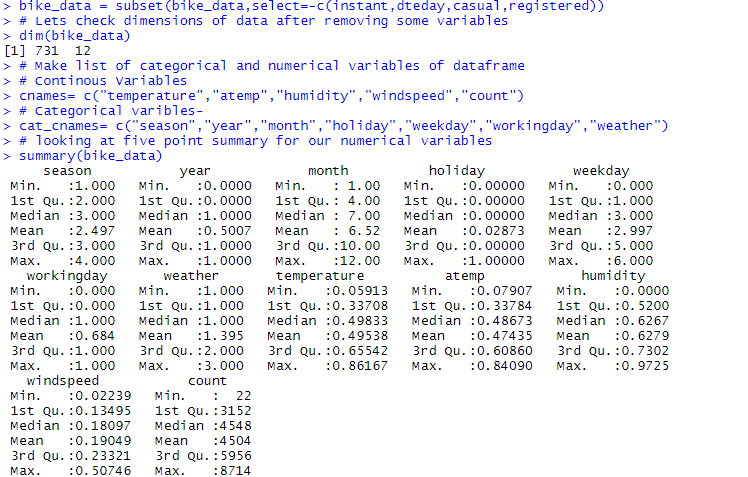 > bike_data = subset(bike_data,select=-c(instant,dteday,casual,registered))
> # Lets check dimensions of data after removing some variables
> dim(bike_data)
[1] 731  12
> # Make list of categorical and numerical variables of dataframe
> # Continous Variables
> cnames= c("temperature","atemp","humidity","windspeed","count")
> # Categorical varibles-
> cat_cnames= c("season","year","month","holiday","weekday","workingday","weather")
> # looking at five point summary for our numerical variables
> summary(bike_data)
     season           year            month          holiday           weekday
 Min.   :1.000   Min.   :0.0000   Min.   : 1.00   Min.   :0.00000   Min.   :0.000
 1st Qu.:2.000   1st Qu.:0.0000   1st Qu.: 4.00   1st Qu.:0.00000   1st Qu.:1.000
 Median :3.000   Median :1.0000   Median : 7.00   Median :0.00000   Median :3.000
 Mean   :2.497   Mean   :0.5007   Mean   : 6.52   Mean   :0.02873   Mean   :2.997
 3rd Qu.:3.000   3rd Qu.:1.0000   3rd Qu.:10.00   3rd Qu.:0.00000   3rd Qu.:5.000
 Max.   :4.000   Max.   :1.0000   Max.   :12.00   Max.   :1.00000   Max.   :6.000
   workingday       weather       temperature          atemp            humidity
 Min.   :0.000   Min.   :1.000   Min.   :0.05913   Min.   :0.07907   Min.   :0.0000
 1st Qu.:0.000   1st Qu.:1.000   1st Qu.:0.33708   1st Qu.:0.33784   1st Qu.:0.5200
 Median :1.000   Median :1.000   Median :0.49833   Median :0.48673   Median :0.6267
 Mean   :0.684   Mean   :1.395   Mean   :0.49538   Mean   :0.47435   Mean   :0.6279
 3rd Qu.:1.000   3rd Qu.:2.000   3rd Qu.:0.65542   3rd Qu.:0.60860   3rd Qu.:0.7302
 Max.   :1.000   Max.   :3.000   Max.   :0.86167   Max.   :0.84090   Max.   :0.9725
   windspeed           count
 Min.   :0.02239   Min.   :  22
 1st Qu.:0.13495   1st Qu.:3152
 Median :0.18097   Median :4548
 Mean   :0.19049   Mean   :4504
 3rd Qu.:0.23321   3rd Qu.:5956
 Max.   :0.50746   Max.   :8714